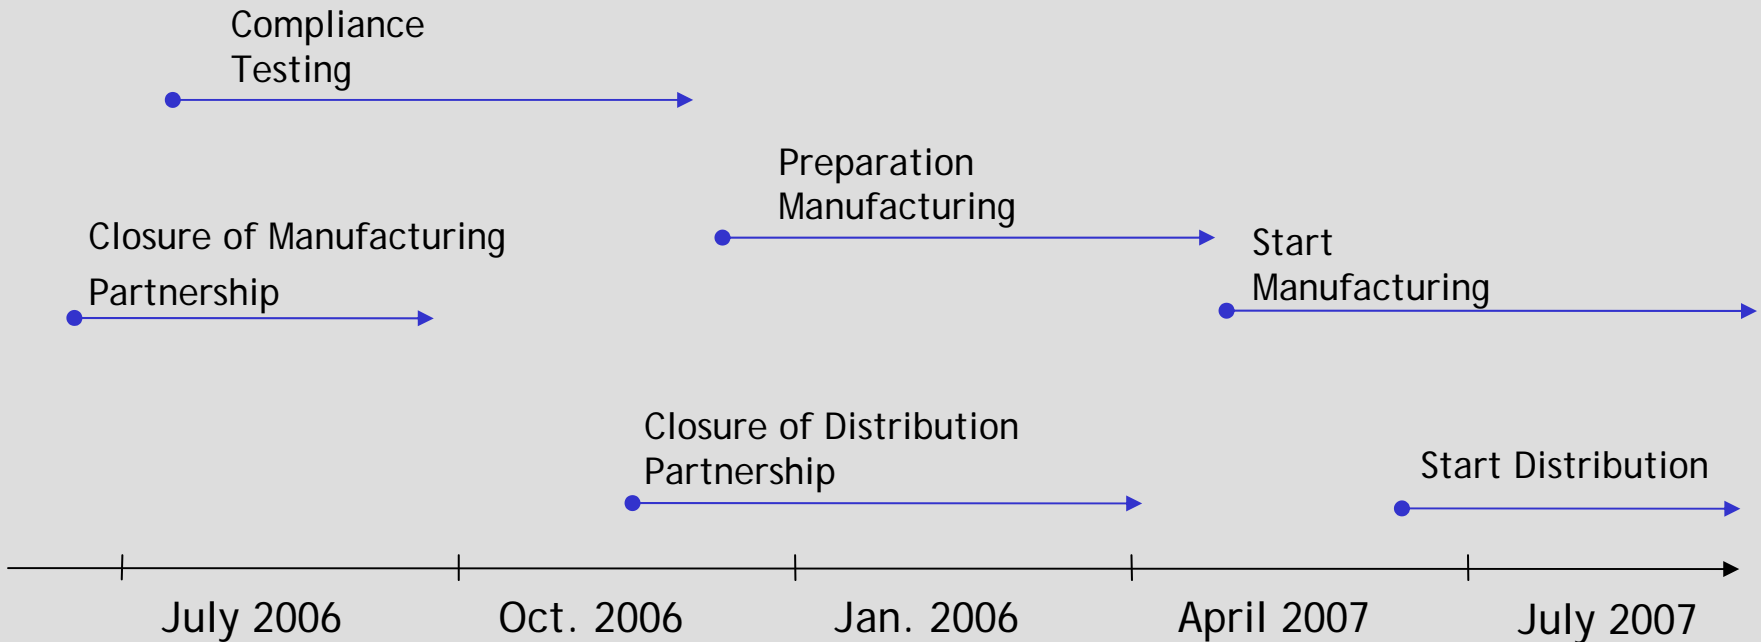 Compliance
Testing
Preparation
Manufacturing
Closure of Manufacturing
Partnership
Start
Manufacturing
Closure of Distribution
Partnership
Start Distribution
July 2006
Oct. 2006
Jan. 2006
April 2007
July 2007